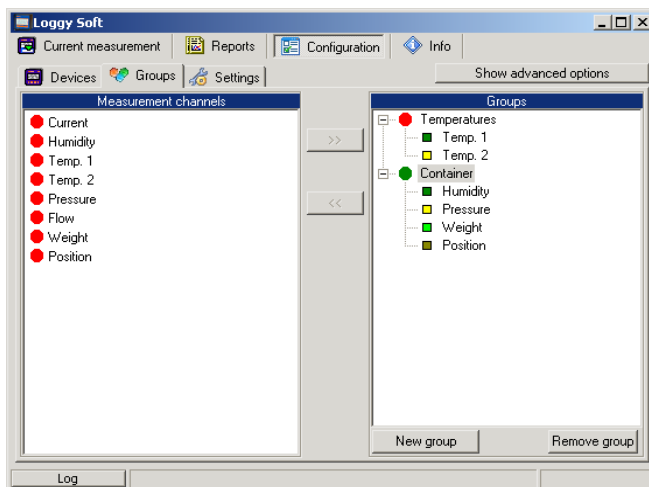 Loggy Soft
Current measurement Reports Configuration Info
Devices Groups Settings Show advanced options
Measurement channels
Current
Humidity
Temp. 1
Temp. 2
Pressure
Flow
Weight
Position
>>
<<
Groups
Temperatures
Temp. 1
Temp. 2
Container
Humidity
Pressure
Weight
Position
New group Remove group
Log